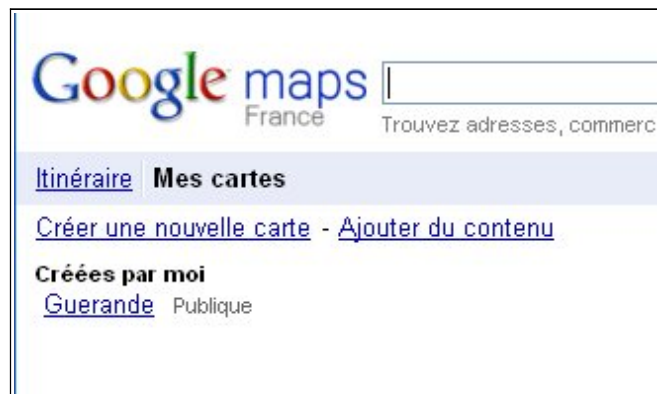 Google maps
France
Trouvez adresses, commerc
Itinéraire Mes cartes
Créer une nouvelle carte - Ajouter du contenu
Créées par moi
Guerande Publique